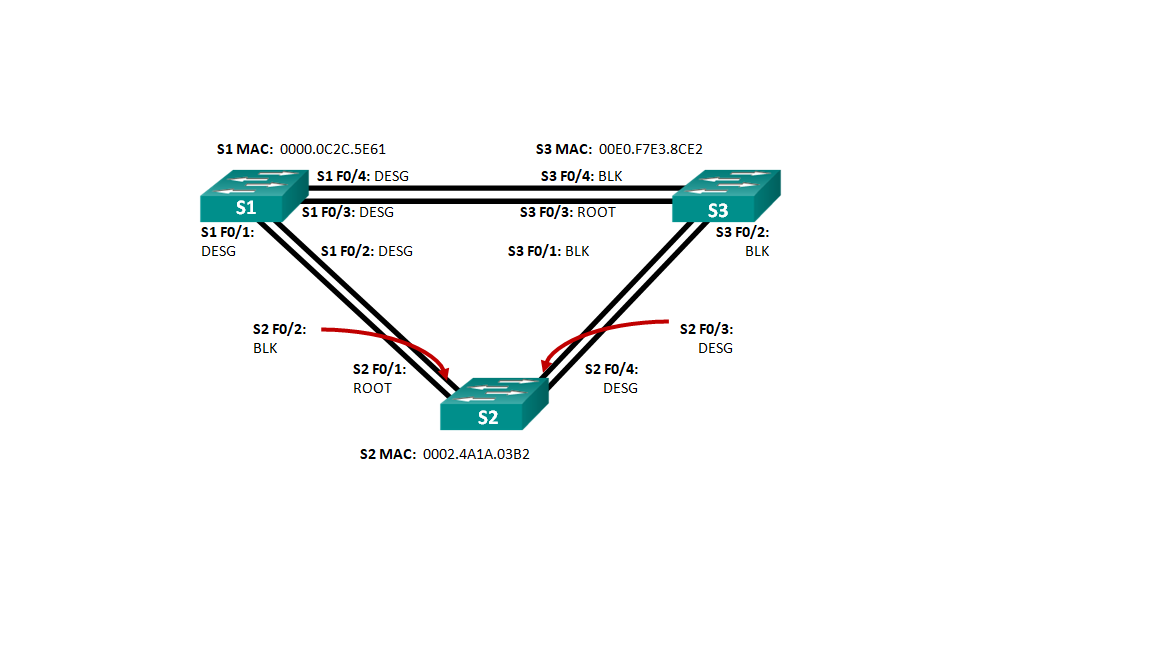 S1 MAC: 0000.0C2C.5E61
S3 MAC: 00E0.F7E3.8CE2
S1 F0/4: DESG
S3 F0/4: BLK
S1
S3
S1 F0/3: DESG
S3 F0/3: ROOT
S1 F0/1:
DESG
S3 F0/2:
BLK
S1 F0/2: DESG
S3 F0/1: BLK
S2 F0/2:
BLK
S2 F0/3:
DESG
S2 F0/1:
ROOT
S2 F0/4:
DESG
S2
S2 MAC: 0002.4A1A.03B2